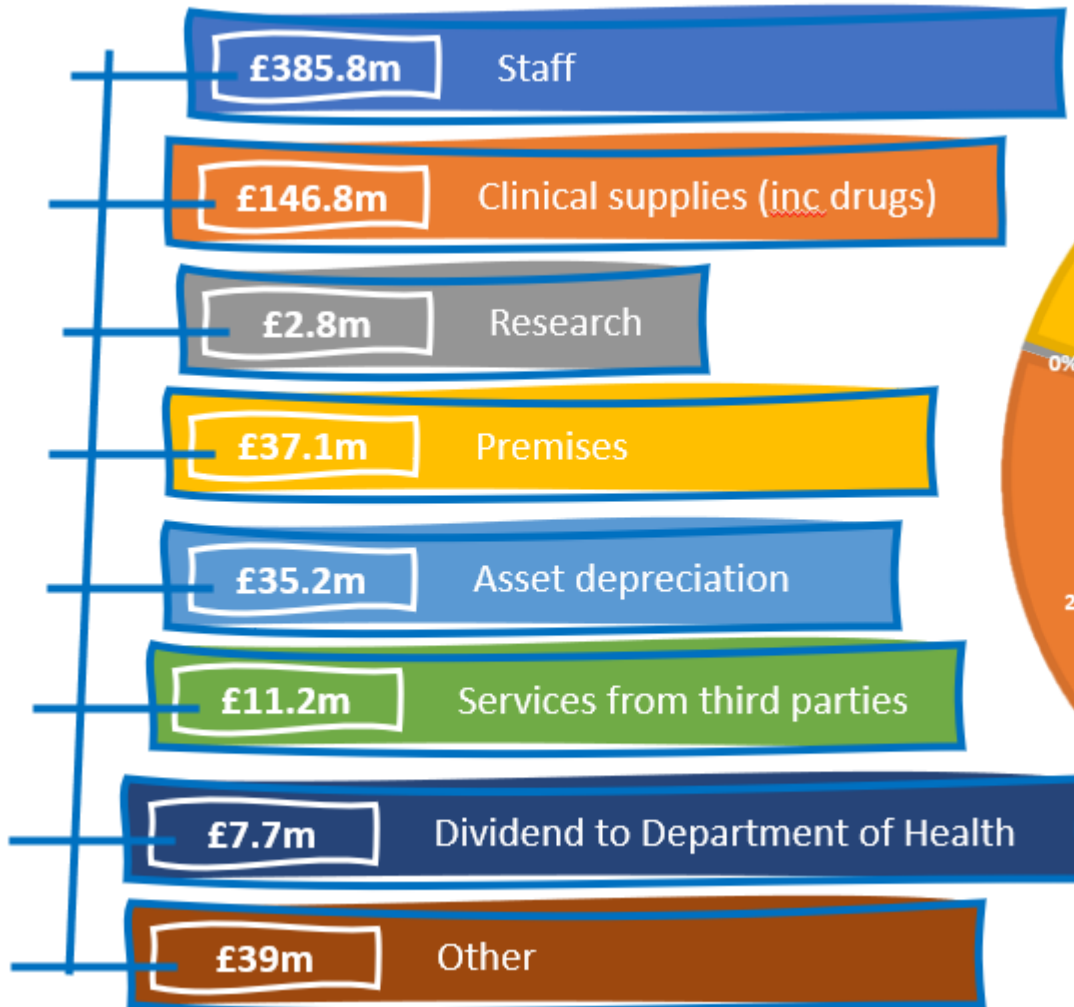 £385.8m Staff
£146.8m Clinical supplies (inc drugs)
£2.8m Research
0%
£37.1m Premises
£35.2m Asset depreciation
2
£11.2m Services from third parties
£7.7m Dividend to Department of Health
£39m Other